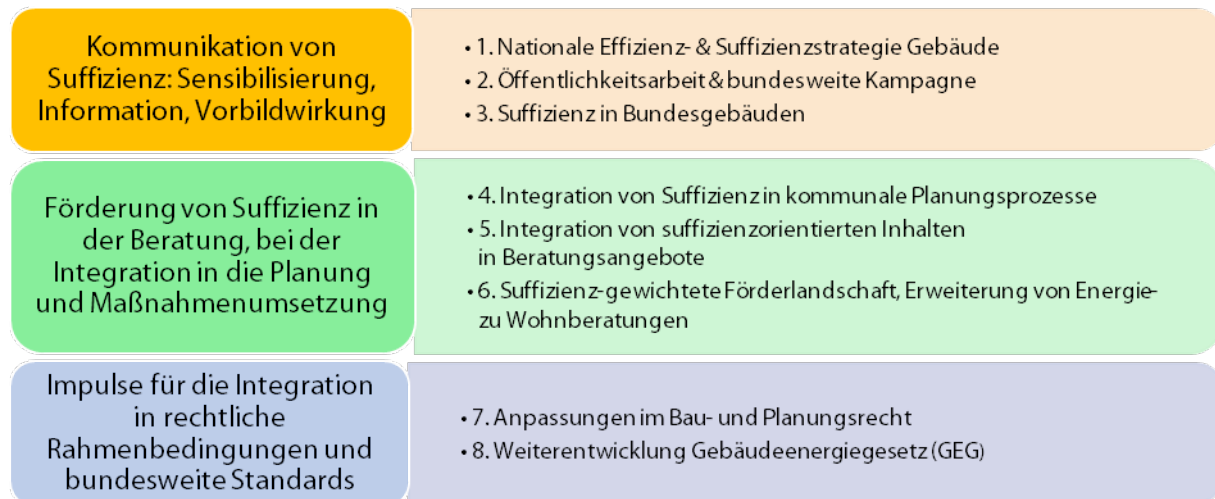 Kommunikation von
Suffizienz: Sensibilisierung,
Information, Vorbildwirkung
• 1. Nationale Effizienz- & Suffizienzstrategie Gebäude
• 2. Öffentlichkeitsarbeit & bundesweite Kampagne
• 3. Suffizienz in Bundesgebäuden
Förderung von Suffizienz in
der Beratung, bei der
Integration in die Planung
und Maßnahmenumsetzung
• 4. Integration von Suffizienz in kommunale Planungsprozesse
• 5. Integration von suffizienzorientierten Inhalten
in Beratungsangebote
• 6. Suffizienz-gewichtete Förderlandschaft, Erweiterung von Energie-
zu Wohnberatungen
Impulse für die Integration
in rechtliche
Rahmenbedingungen und
bundesweite Standards
• 7. Anpassungen im Bau- und Planungsrecht
• 8. Weiterentwicklung Gebäudeenergiegesetz (GEG)